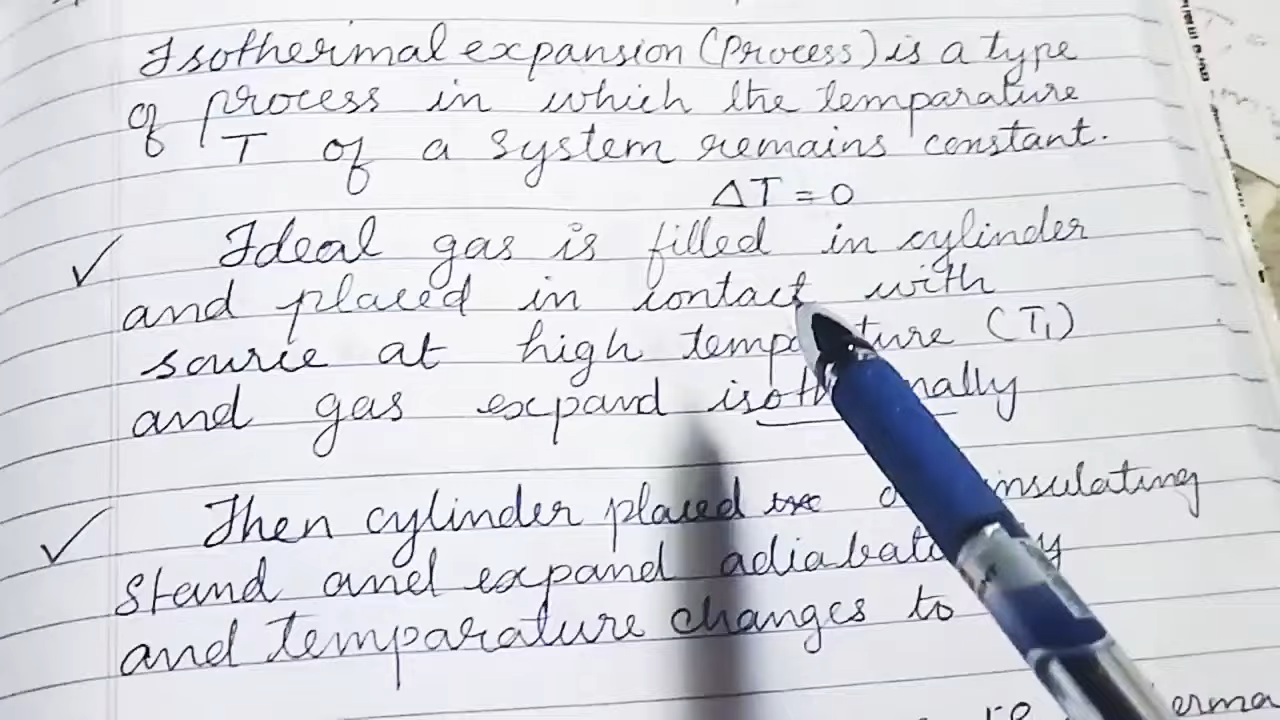 Isothermal expansion (Process) is a type
of process in which the temparature
T of a system remains constant.
ΔT = 0
✓ Ideal gas is filled in cylinder
and placed in contact with
source at high (T₁)
and gas expand
✓ Then cylinder placed insulating
stand and expand
and temparature changes to